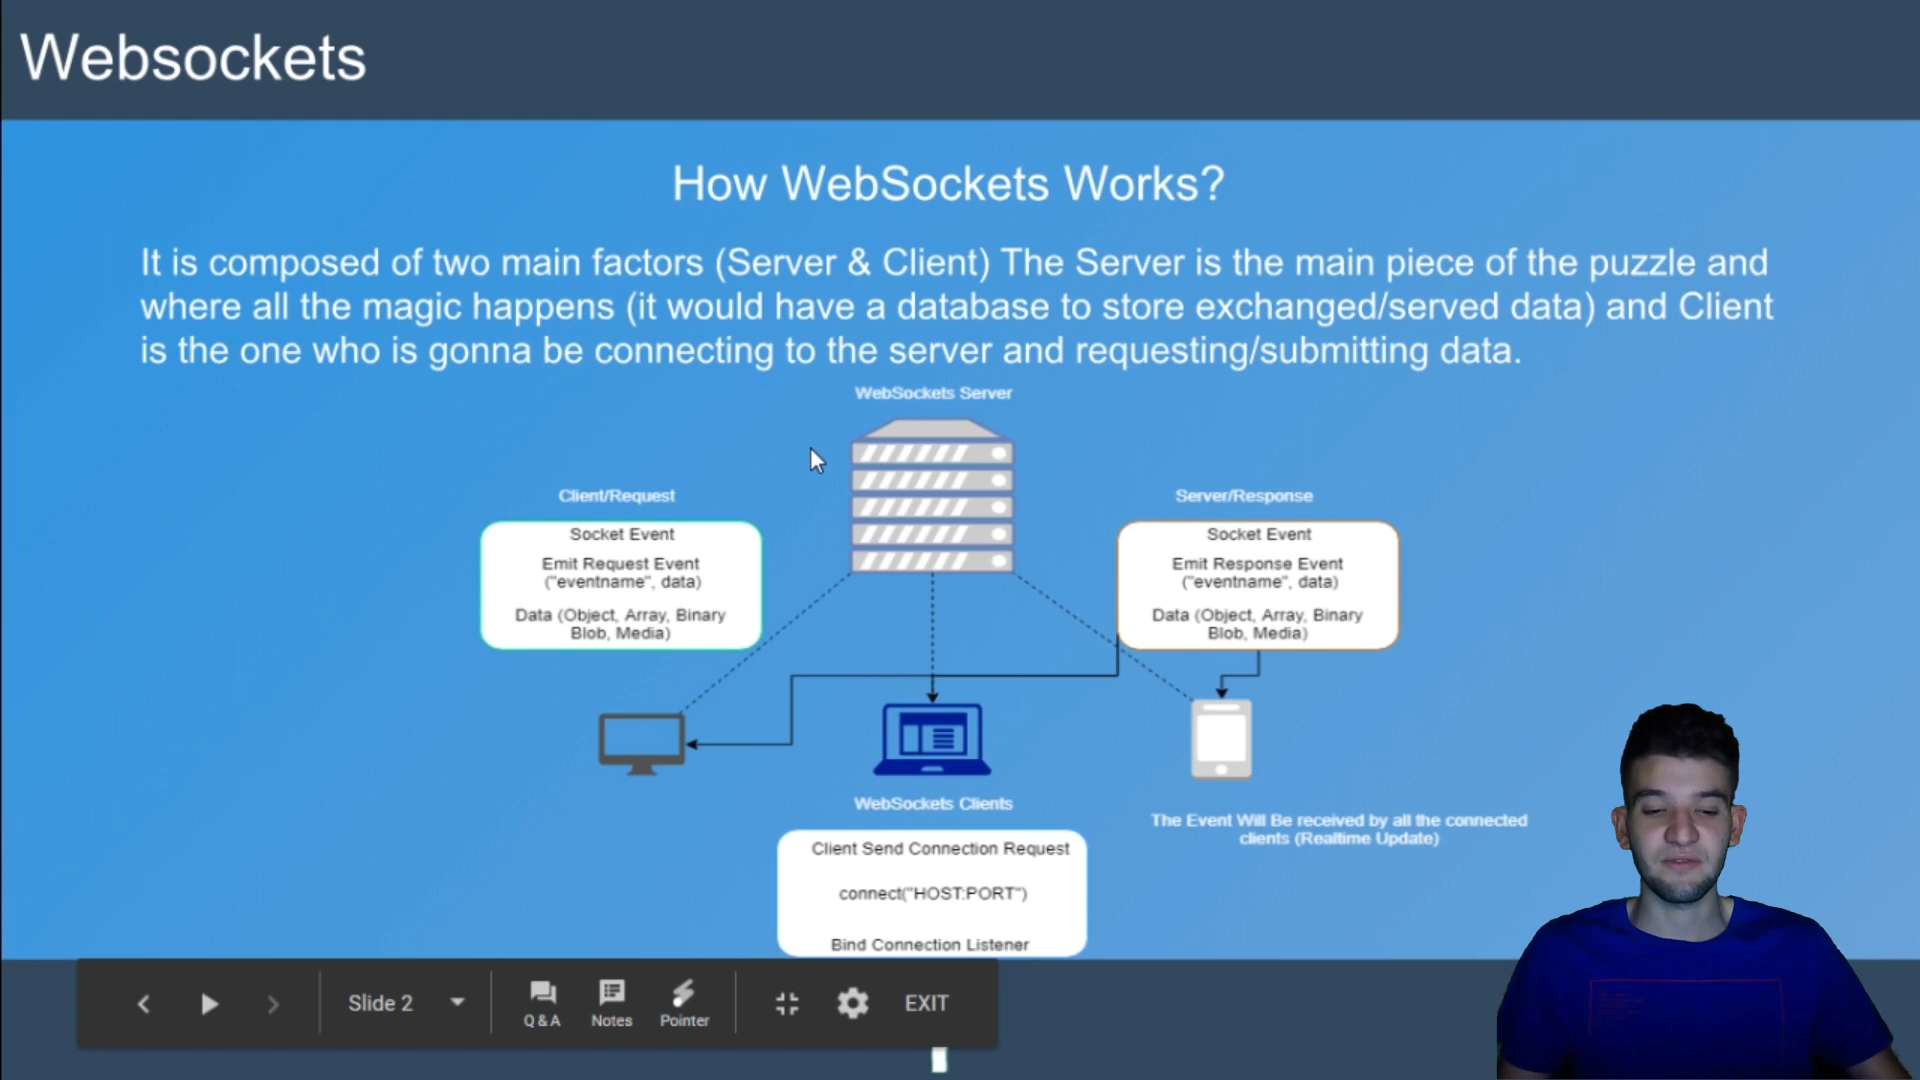 Websockets
How WebSockets Works?
It is composed of two main factors (Server & Client) The Server is the main piece of the puzzle and
where all the magic happens (it would have a database to store exchanged/served data) and Client
is the one who is gonna be connecting to the server and requesting/submitting data.
WebSockets Server
Client/Request
Socket Event
Emit Request Event
("eventname", data)
Data (Object, Array, Binary
Blob, Media)
Server/Response
Socket Event
Emit Response Event
("eventname", data)
Data (Object, Array, Binary
Blob, Media)
WebSockets Clients
Client Send Connection Request
connect("HOST:PORT")
Bind Connection Listener
The Event Will Be received by all the connected
clients (Realtime Update)
Slide 2
Q & A
Notes
Pointer
EXIT